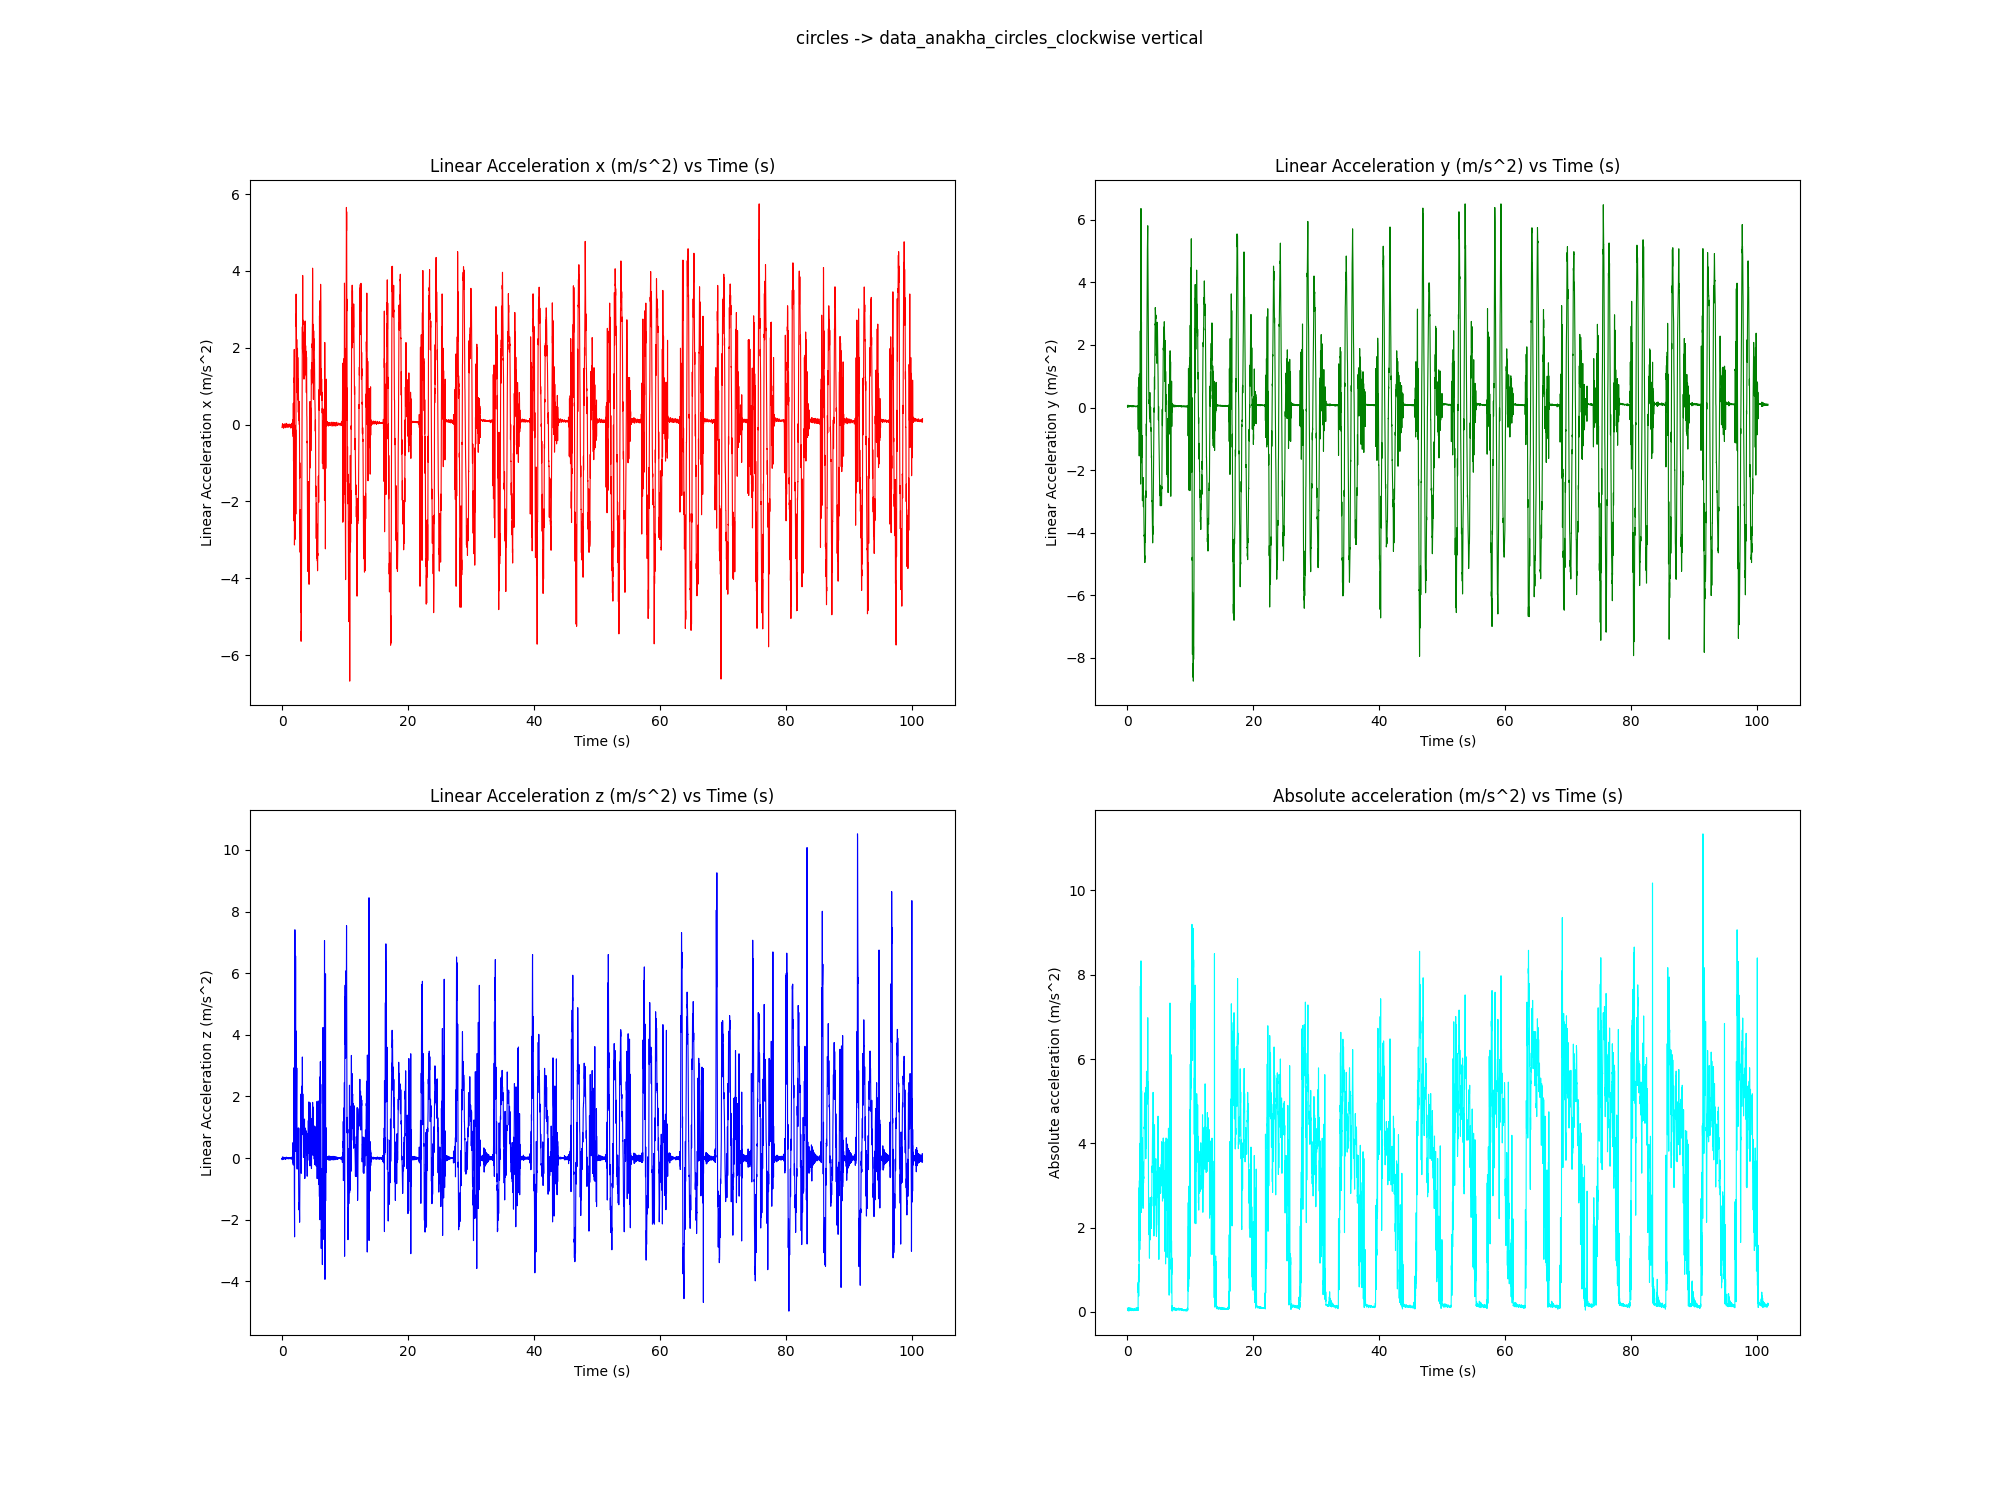 circles -> data_anakha_circles_clockwise vertical
Linear Acceleration x (m/s^2) vs Time (s)
Linear Acceleration x (m/s^2)
6
4
2
0
−2
−4
−6
0 20 40 60 80 100
Time (s)
Linear Acceleration y (m/s^2) vs Time (s)
Linear Acceleration y (m/s^2)
6
4
2
0
−2
−4
−6
−8
0 20 40 60 80 100
Time (s)
Linear Acceleration z (m/s^2) vs Time (s)
Linear Acceleration z (m/s^2)
10
8
6
4
2
0
−2
−4
0 20 40 60 80 100
Time (s)
Absolute acceleration (m/s^2) vs Time (s)
Absolute acceleration (m/s^2)
10
8
6
4
2
0
0 20 40 60 80 100
Time (s)